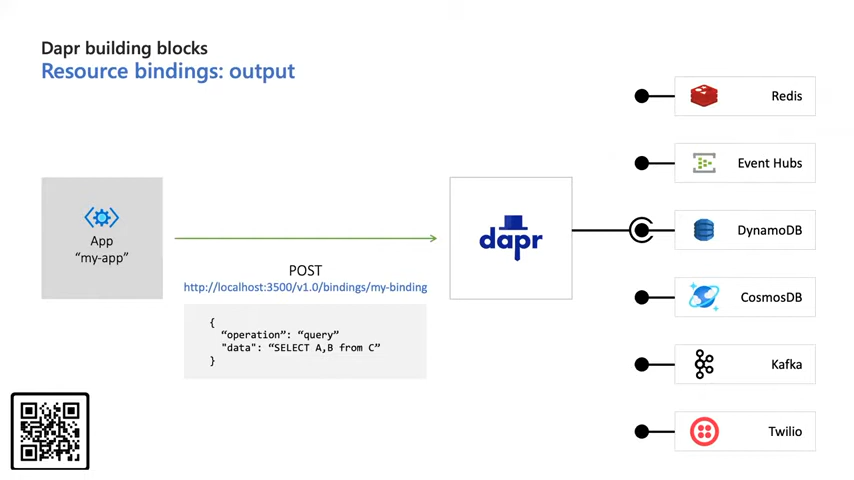 Dapr building blocks
Resource bindings: output
Redis
Event Hubs
App
“my-app”
dapr
DynamoDB
POST
http://localhost:3500/v1.0/bindings/my-binding
{
“operation”: “query”
"data": “SELECT A,B from C”
}
CosmosDB
Kafka
Twilio